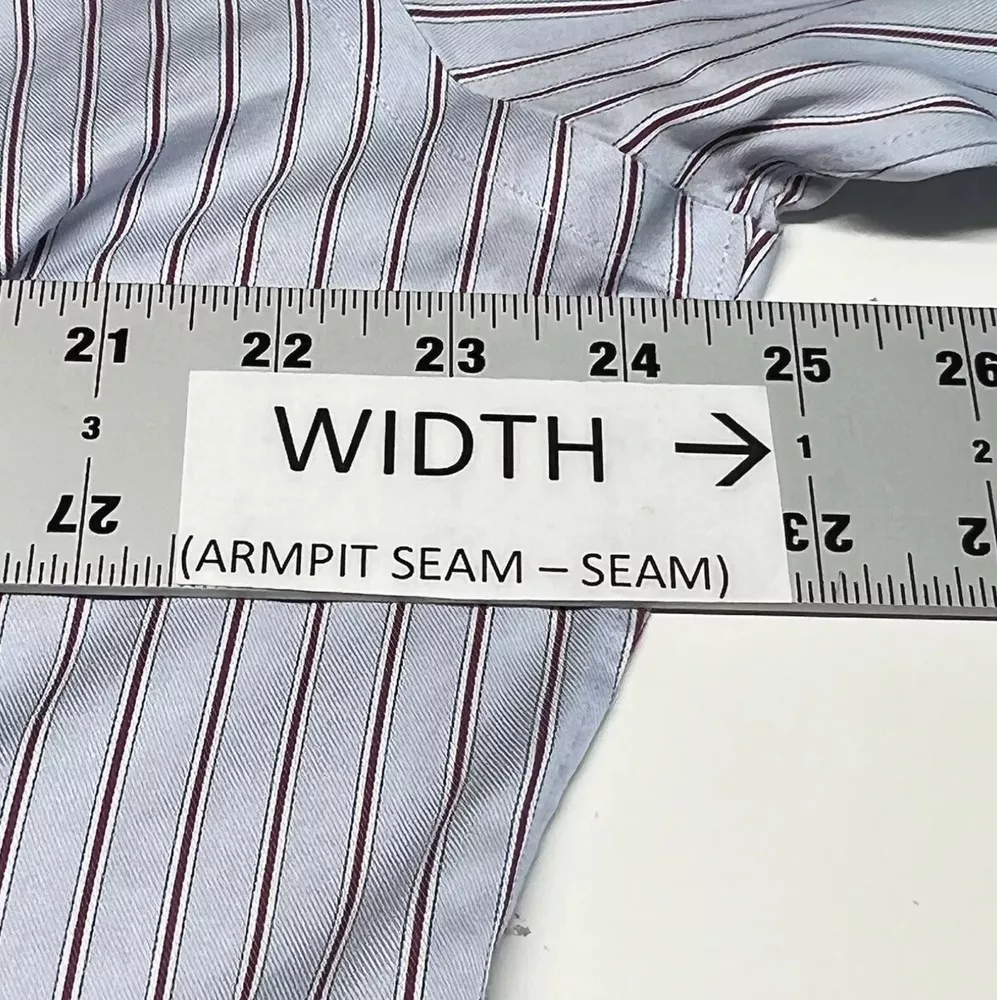 21 22 23 24 25 26
WIDTH →
3 1 2
(ARMPIT SEAM – SEAM)
27 23 2